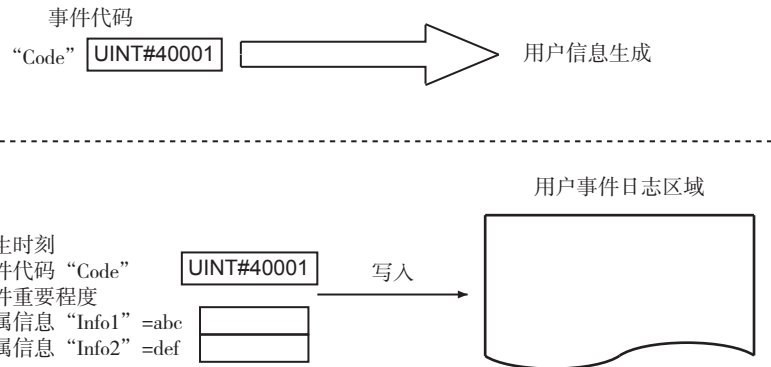 事件代码
“Code” UINT#40001
用户信息生成
用户事件日志区域
生时刻
件代码“Code” UINT#40001
写入
件重要程度
属信息“Info1”=abc
属信息“Info2”=def